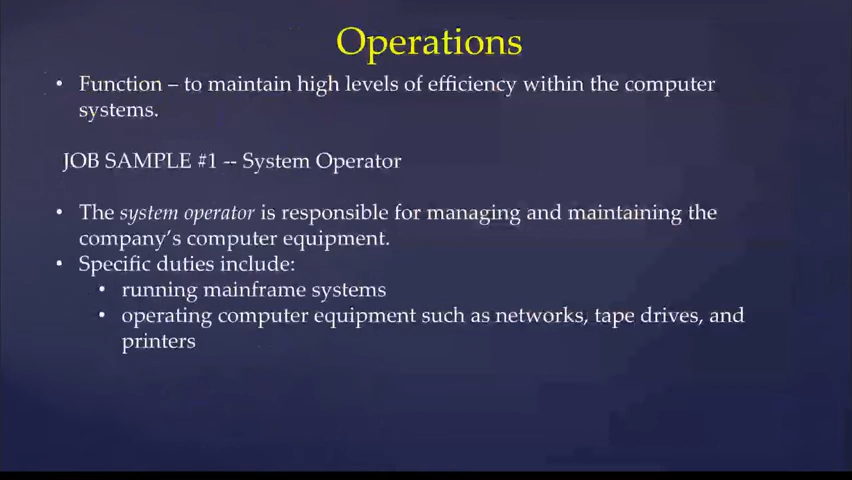 Operations
• Function – to maintain high levels of efficiency within the computer
systems.
JOB SAMPLE #1 -- System Operator
• The system operator is responsible for managing and maintaining the
company’s computer equipment.
• Specific duties include:
• running mainframe systems
• operating computer equipment such as networks, tape drives, and
printers